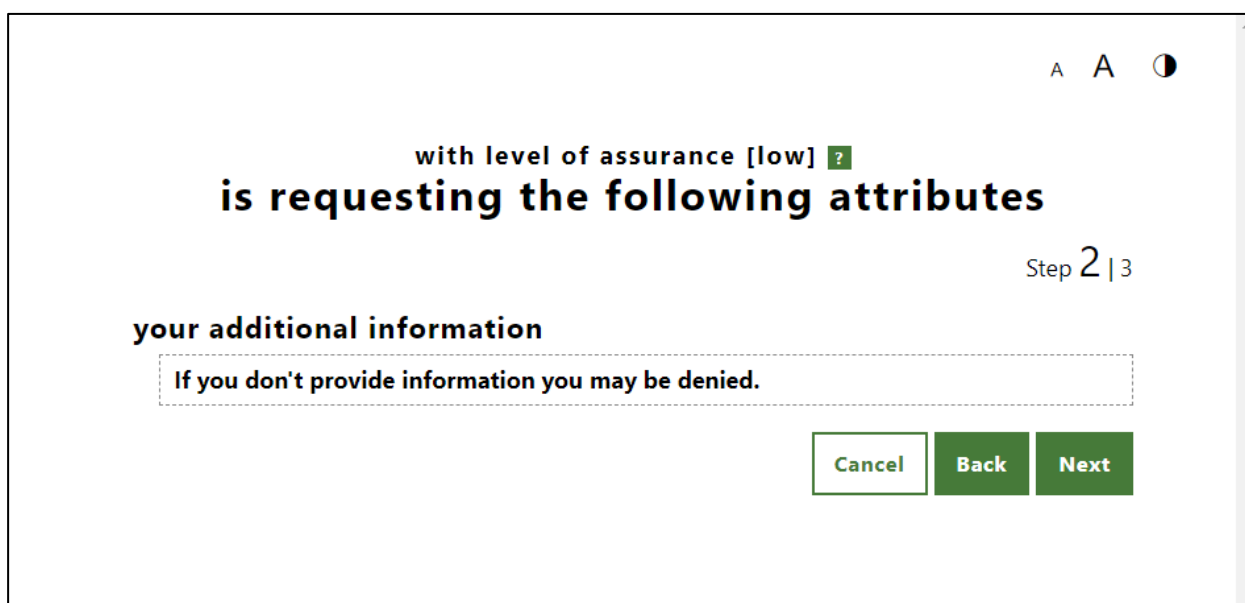 A A
with level of assurance [low] ?
is requesting the following attributes
Step 2 | 3
your additional information
If you don't provide information you may be denied.
Cancel Back Next